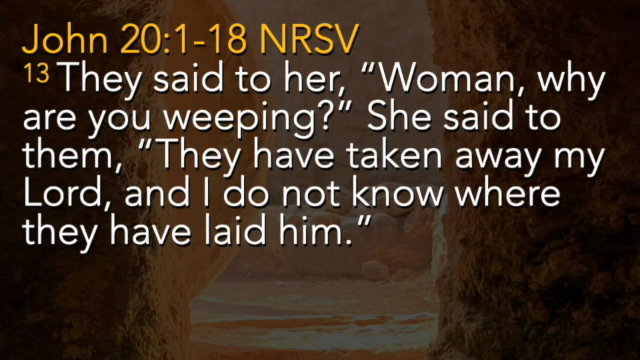 John 20:1-18 NRSV
13 They said to her, “Woman, why
are you weeping?” She said to
them, “They have taken away my
Lord, and I do not know where
they have laid him.”